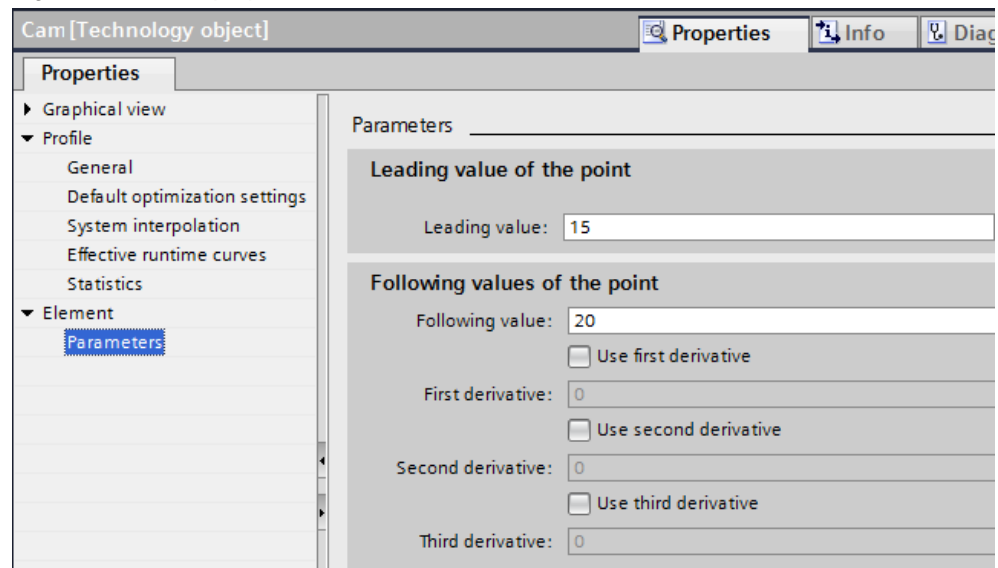 Cam [Technology object]
Properties
Info
Diag
Properties
Graphical view
Profile
General
Default optimization settings
System interpolation
Effective runtime curves
Statistics
Element
Parameters
Parameters
Leading value of the point
Leading value: 15
Following values of the point
Following value: 20
Use first derivative
First derivative: 0
Use second derivative
Second derivative: 0
Use third derivative
Third derivative: 0